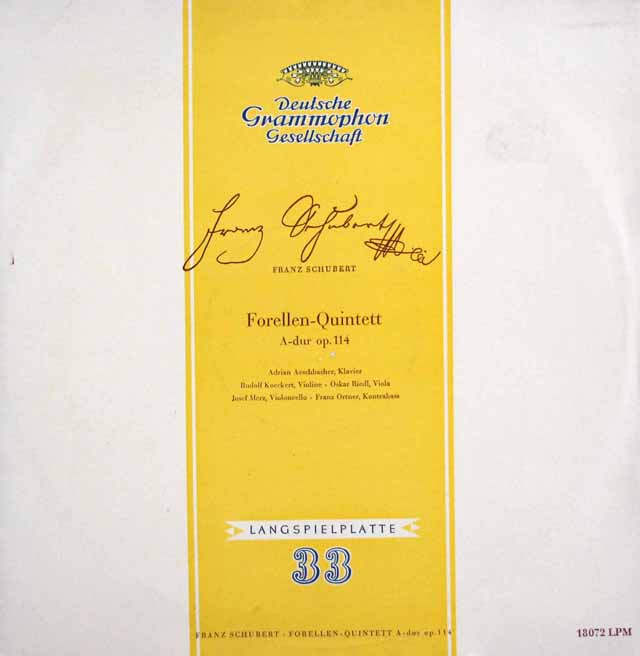 Deutsche
Grammophon
Gesellschaft
Franz Schubert
FRANZ SCHUBERT
Forellen-Quintett
A-dur op. 114
Adrian Aeschbacher, Klavier
Rudolf Koeckert, Violine - Oskar Riedl, Viola
Josef Merz, Violoncello - Franz Ortner, Kontrabass
LANGSPIELPLATTE
33
FRANZ SCHUBERT - FORELLEN-QUINTETT A-dur op. 114
18072 LPM